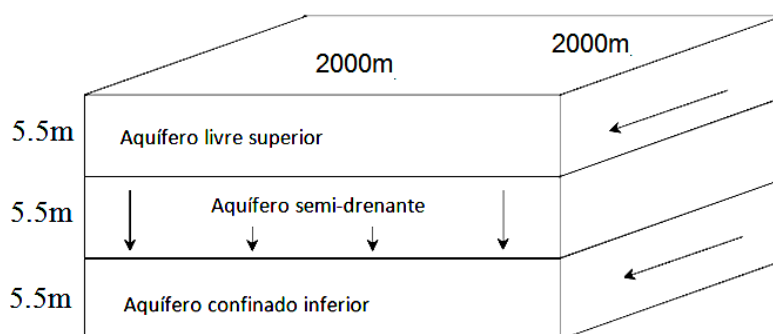 2000m
2000m
5.5m
Aquífero livre superior
5.5m
Aquífero semi-drenante
5.5m
Aquífero confinado inferior